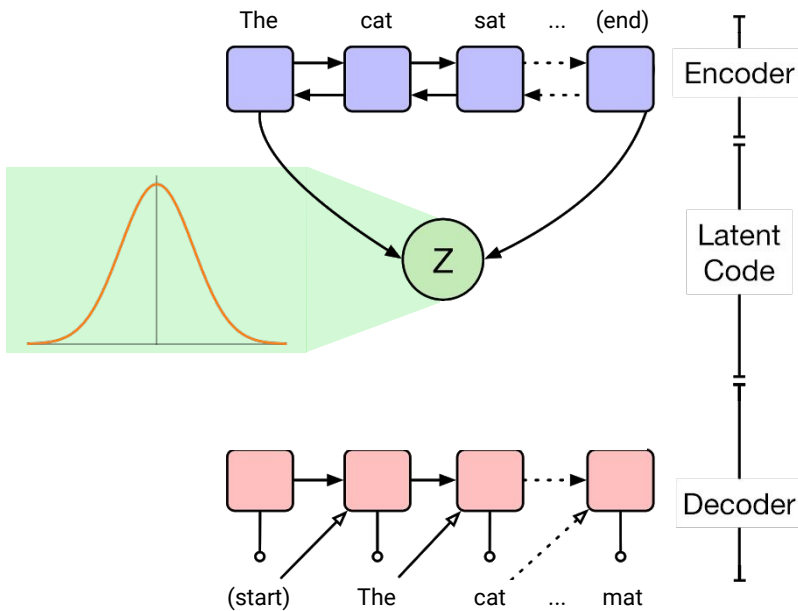 The cat sat ... (end)
Encoder
Z
Latent
Code
Decoder
(start) The cat ... mat